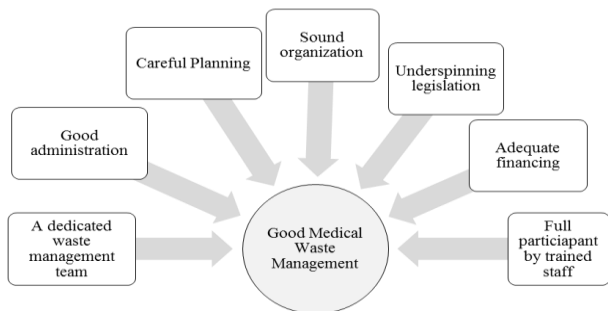 Sound
organization
Careful Planning
Underspinning
legislation
Good
administration
Adequate
financing
A dedicated
waste
management
team
Good Medical
Waste
Management
Full
particiapant
by trained
staff